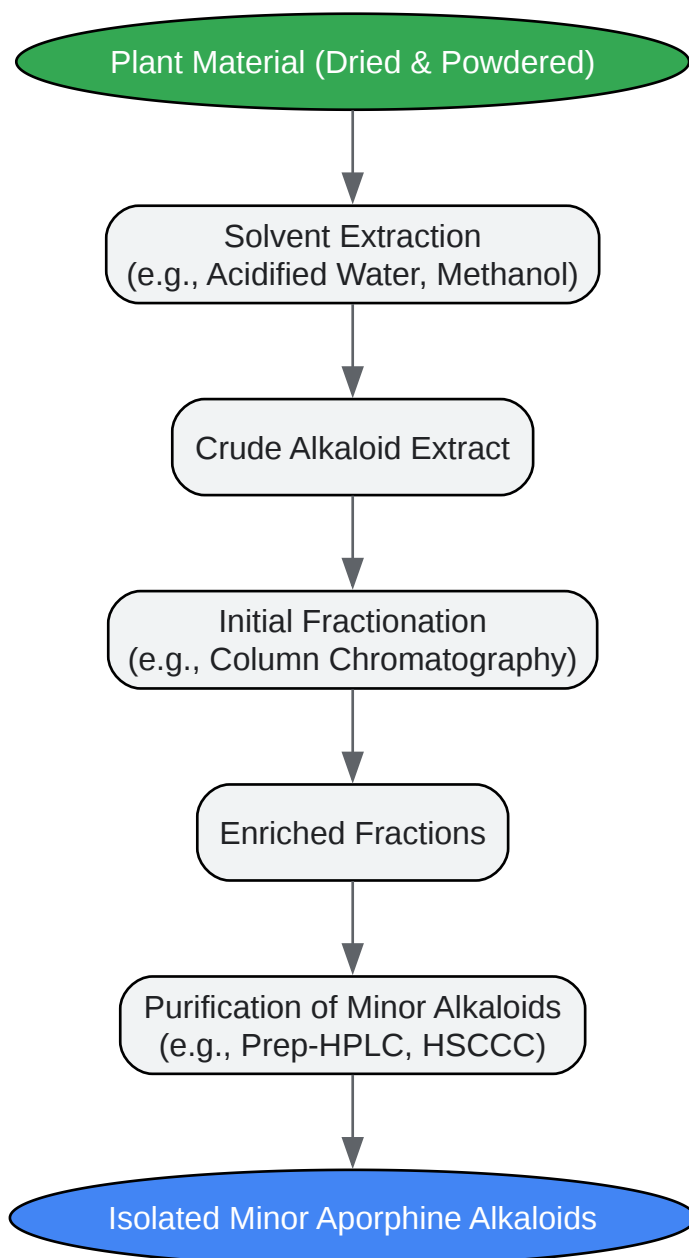 Plant Material (Dried & Powdered)
Solvent Extraction
(e.g., Acidified Water, Methanol)
Crude Alkaloid Extract
Initial Fractionation
(e.g., Column Chromatography)
Enriched Fractions
Purification of Minor Alkaloids
(e.g., Prep-HPLC, HSCCC)
Isolated Minor Aporphine Alkaloids